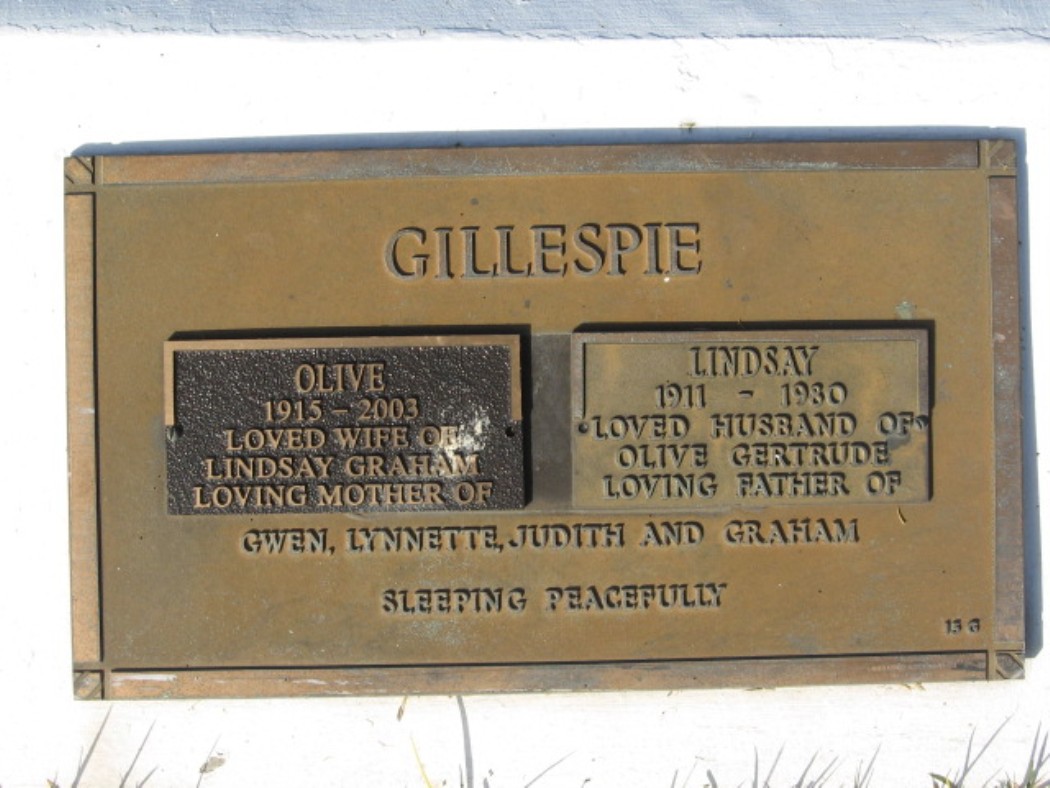 GILLESPIE
OLIVE
1915 - 2003
LOVED WIFE OF
LINDSAY GRAHAM
LOVING MOTHER OF
LINDSAY
1911 - 1980
LOVED HUSBAND OF
OLIVE GERTRUDE
LOVING FATHER OF
GWEN, LYNNETTE, JUDITH AND GRAHAM
SLEEPING PEACEFULLY
15 G